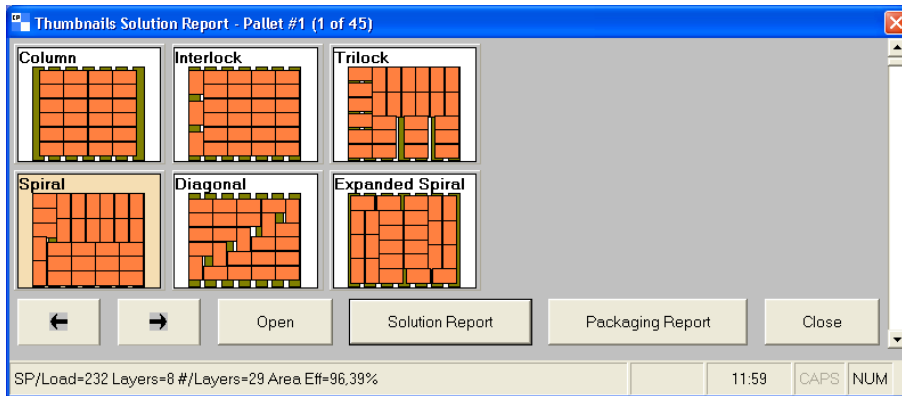 Thumbnails Solution Report - Pallet #1 (1 of 45)
Column
Interlock
Trilock
Spiral
Diagonal
Expanded Spiral
Open
Solution Report
Packaging Report
Close
SP/Load=232 Layers=8 #/Layers=29 Area Eff=96,39%
11:59
CAPS
NUM